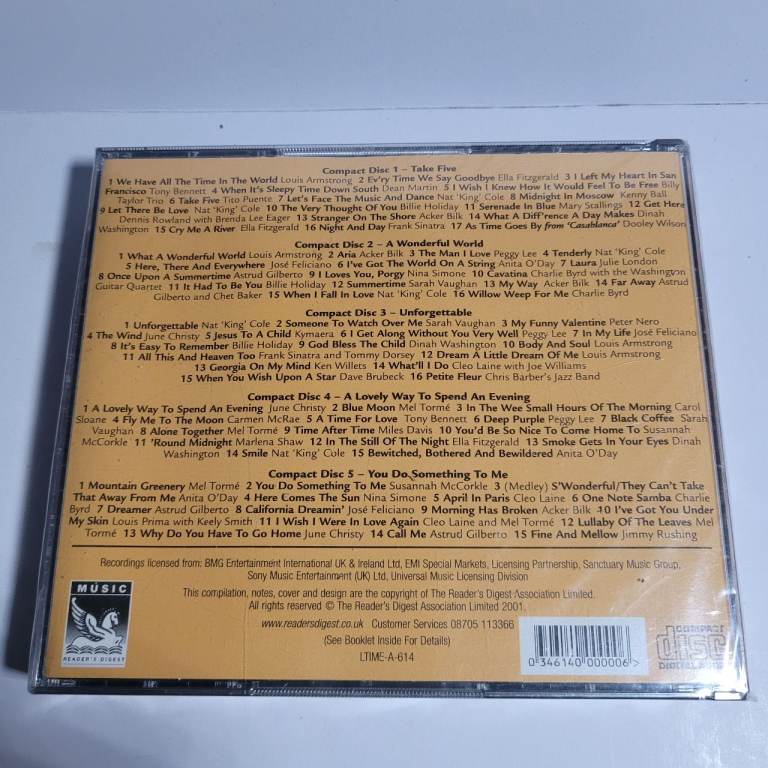 Compact Disc 1 – Take Five
1 We Have All The Time In The World Louis Armstrong 2 Ev'ry Time We Say Goodbye Ella Fitzgerald 3 I Left My Heart In San
Francisco Tony Bennett 4 When It's Sleepy Time Down South Dean Martin 5 I Wish I Knew How It Would Feel To Be Free Billy
Taylor Trio 6 Take Five Tito Puente 7 Let's Face The Music And Dance Nat 'King' Cole 8 Midnight In Moscow Kenny Ball
9 Let There Be Love Nat 'King' Cole 10 The Very Thought Of You Billie Holiday 11 Serenade In Blue Mary Stallings 12 Get Here
Dennis Rowland with Brenda Lee Eager 13 Stranger On The Shore Acker Bilk 14 What A Diff'rence A Day Makes Dinah
Washington 15 Cry Me A River Ella Fitzgerald 16 Night And Day Frank Sinatra 17 As Time Goes By from 'Casablanca' Dooley Wilson
Compact Disc 2 – A Wonderful World
1 What A Wonderful World Louis Armstrong 2 Aria Acker Bilk 3 The Man I Love Peggy Lee 4 Tenderly Nat 'King' Cole
5 Here, There And Everywhere José Feliciano 6 I've Got The World On A String Anita O'Day 7 Laura Julie London
8 Once Upon A Summertime Astrud Gilberto 9 I Loves You, Porgy Nina Simone 10 Cavatina Charlie Byrd with the Washington
Guitar Quartet 11 It Had To Be You Billie Holiday 12 Summertime Sarah Vaughan 13 My Way Acker Bilk 14 Far Away Astrud
Gilberto and Chet Baker 15 When I Fall In Love Nat 'King' Cole 16 Willow Weep For Me Charlie Byrd
Compact Disc 3 – Unforgettable
1 Unforgettable Nat 'King' Cole 2 Someone To Watch Over Me Sarah Vaughan 3 My Funny Valentine Peter Nero
4 The Wind June Christy 5 Jesus To A Child Kymaera 6 I Get Along Without You Very Well Peggy Lee 7 In My Life José Feliciano
8 It's Easy To Remember Billie Holiday 9 God Bless The Child Dinah Washington 10 Body And Soul Louis Armstrong
11 All This And Heaven Too Frank Sinatra and Tommy Dorsey 12 Dream A Little Dream Of Me Louis Armstrong
13 Georgia On My Mind Ken Willets 14 What'll I Do Cleo Laine with Joe Williams
15 When You Wish Upon A Star Dave Brubeck 16 Petite Fleur Chris Barber's Jazz Band
Compact Disc 4 – A Lovely Way To Spend An Evening
1 A Lovely Way To Spend An Evening June Christy 2 Blue Moon Mel Tormé 3 In The Wee Small Hours Of The Morning Carol
Sloane 4 Fly Me To The Moon Carmen McRae 5 A Time For Love Tony Bennett 6 Deep Purple Peggy Lee 7 Black Coffee Sarah
Vaughan 8 Alone Together Mel Tormé 9 Time After Time Miles Davis 10 You'd Be So Nice To Come Home To Susannah
McCorkle 11 'Round Midnight Marlena Shaw 12 In The Still Of The Night Ella Fitzgerald 13 Smoke Gets In Your Eyes Dinah
Washington 14 Smile Nat 'King' Cole 15 Bewitched, Bothered And Bewildered Anita O'Day
Compact Disc 5 – You Do Something To Me
1 Mountain Greenery Mel Tormé 2 You Do Something To Me Susannah McCorkle 3 (Medley) S'Wonderful/They Can't Take
That Away From Me Anita O'Day 4 Here Comes The Sun Nina Simone 5 April In Paris Cleo Laine 6 One Note Samba Charlie
Byrd 7 Dreamer Astrud Gilberto 8 California Dreamin' José Feliciano 9 Morning Has Broken Acker Bilk 10 I've Got You Under
My Skin Louis Prima with Keely Smith 11 I Wish I Were In Love Again Cleo Laine and Mel Tormé 12 Lullaby Of The Leaves Mel
Tormé 13 Why Do You Have To Go Home June Christy 14 Call Me Astrud Gilberto 15 Fine And Mellow Jimmy Rushing
Recordings licensed from: BMG Entertainment International UK & Ireland Ltd, EMI Special Markets, Licensing Partnership, Sanctuary Music Group,
Sony Music Entertainment (UK) Ltd, Universal Music Licensing Division
This compilation, notes, cover and design are the copyright of The Reader's Digest Association Limited.
All rights reserved © The Reader's Digest Association Limited 2001.
www.readersdigest.co.uk Customer Services 08705 113366
(See Booklet Inside For Details)
LTIME-A-614
MUSIC
READER'S DIGEST
0 346140 000006 >
COMPACT
disc
DIGITAL AUDIO